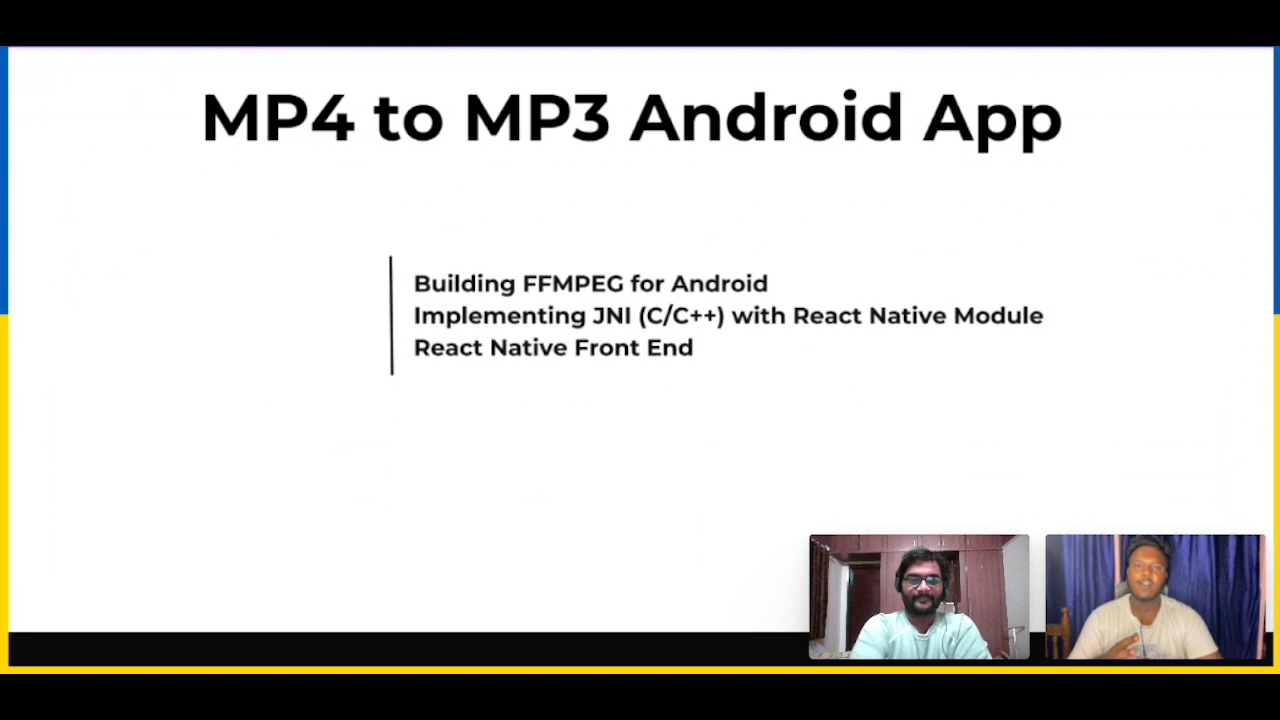 MP4 to MP3 Android App
Building FFMPEG for Android
Implementing JNI (C/C++) with React Native Module
React Native Front End